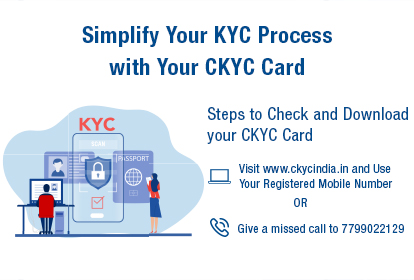 Simplify Your KYC Process
with Your CKYC Card
KYC
PASSPORT
Steps to Check and Download
your CKYC Card
Visit www.ckycindia.in and Use
Your Registered Mobile Number
OR
Give a missed call to 7799022129